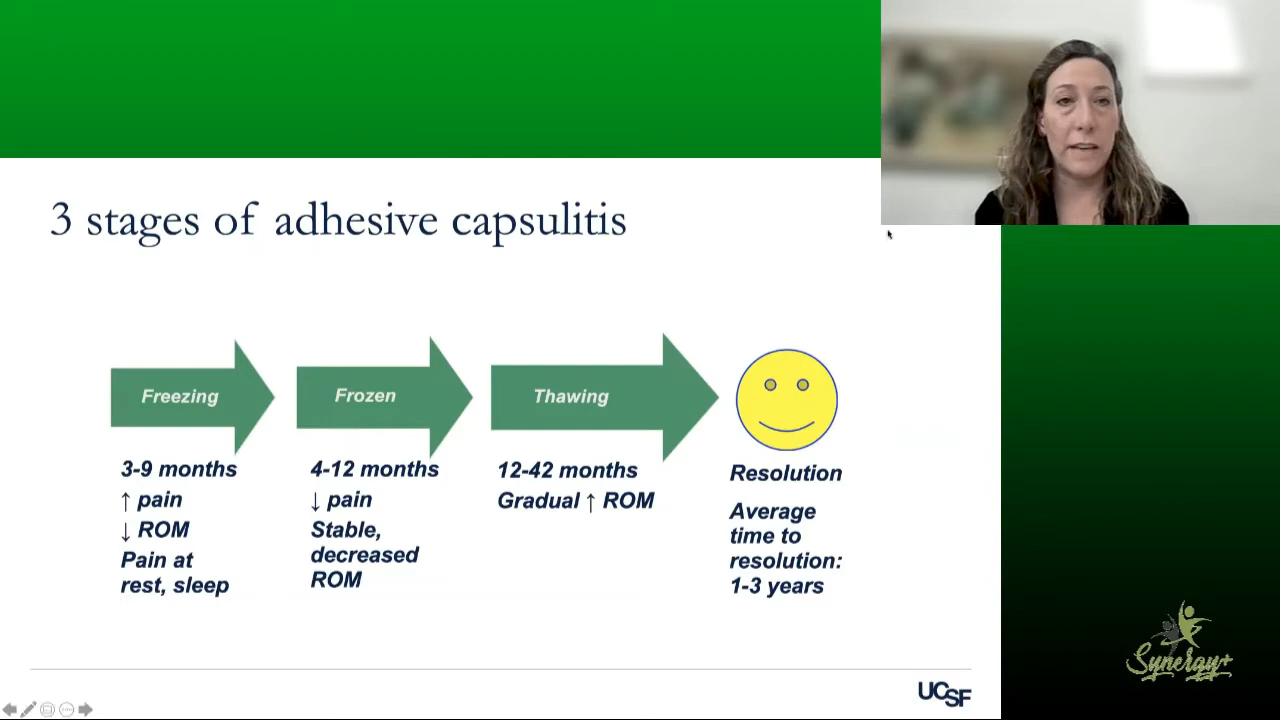 3 stages of adhesive capsulitis
Freezing
3-9 months
↑ pain
↓ ROM
Pain at
rest, sleep
Frozen
4-12 months
↓ pain
Stable,
decreased
ROM
Thawing
12-42 months
Gradual ↑ ROM
Resolution
Average
time to
resolution:
1-3 years
UCSF
Synergy+